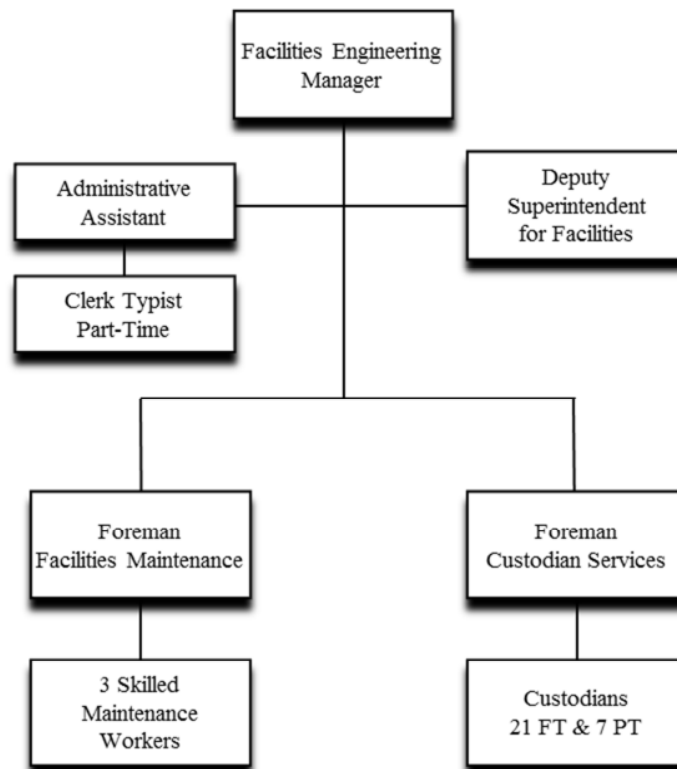 Facilities Engineering
Manager
Administrative
Assistant
Deputy
Superintendent
for Facilities
Clerk Typist
Part-Time
Foreman
Facilities Maintenance
Foreman
Custodian Services
3 Skilled
Maintenance
Workers
Custodians
21 FT & 7 PT